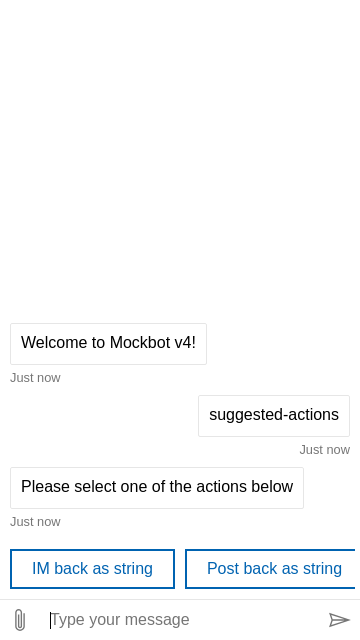 Welcome to Mockbot v4!
Just now
suggested-actions
Just now
Please select one of the actions below
Just now
IM back as string
Post back as string
Type your message